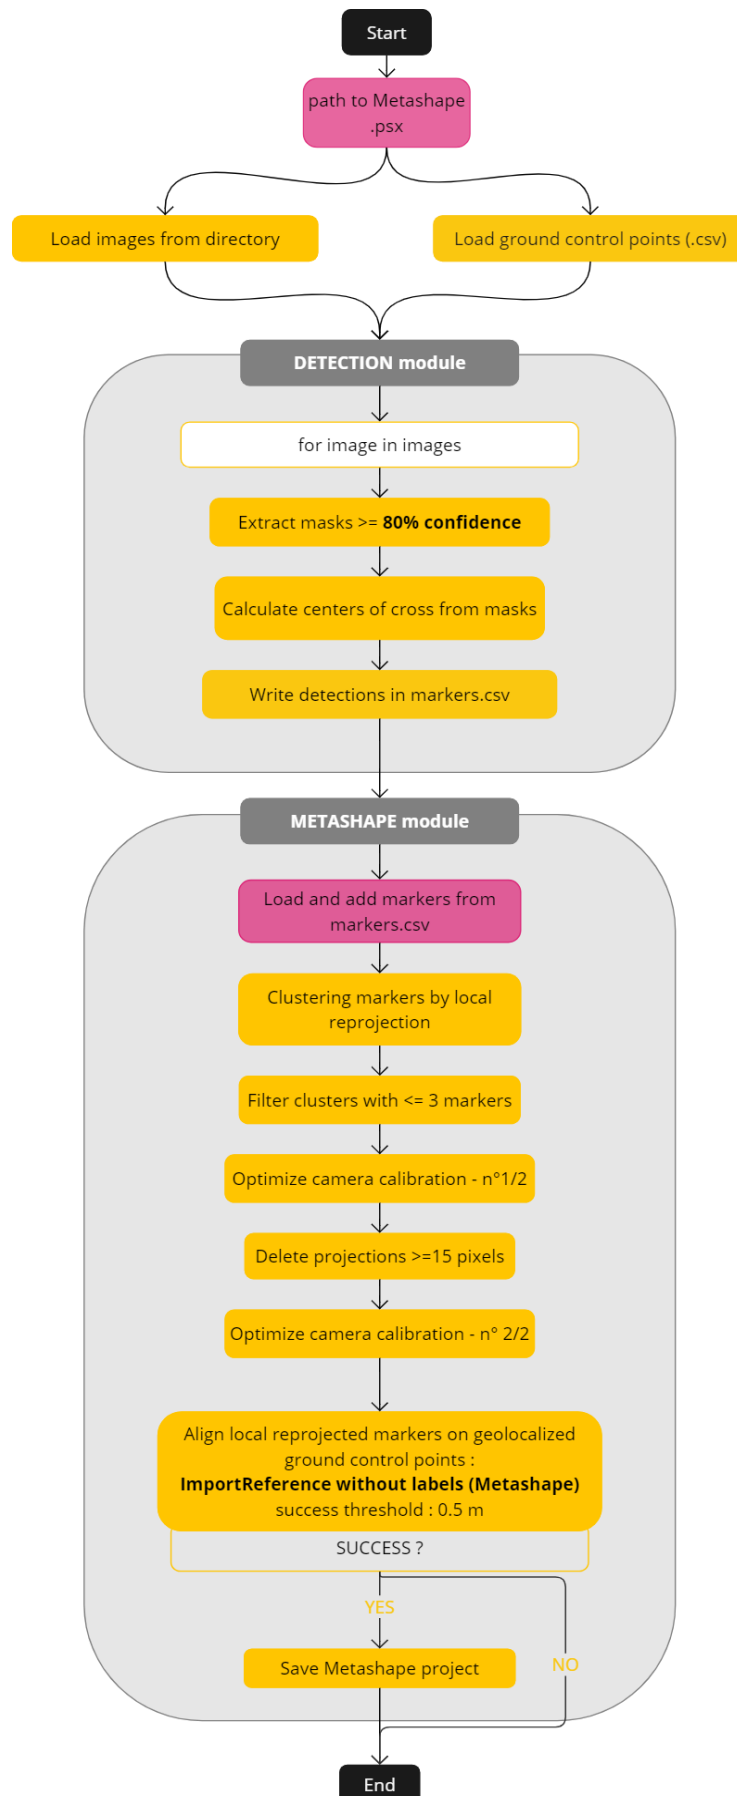 Start
path to Metashape
.psx
Load images from directory
Load ground control points (.csv)
DETECTION module
for image in images
Extract masks >= 80% confidence
Calculate centers of cross from masks
Write detections in markers.csv
METASHAPE module
Load and add markers from
markers.csv
Clustering markers by local
reprojection
Filter clusters with <= 3 markers
Optimize camera calibration - n°1/2
Delete projections >=15 pixels
Optimize camera calibration - n° 2/2
Align local reprojected markers on geolocalized
ground control points :
ImportReference without labels (Metashape)
success threshold : 0.5 m
SUCCESS ?
YES
NO
Save Metashape project
End